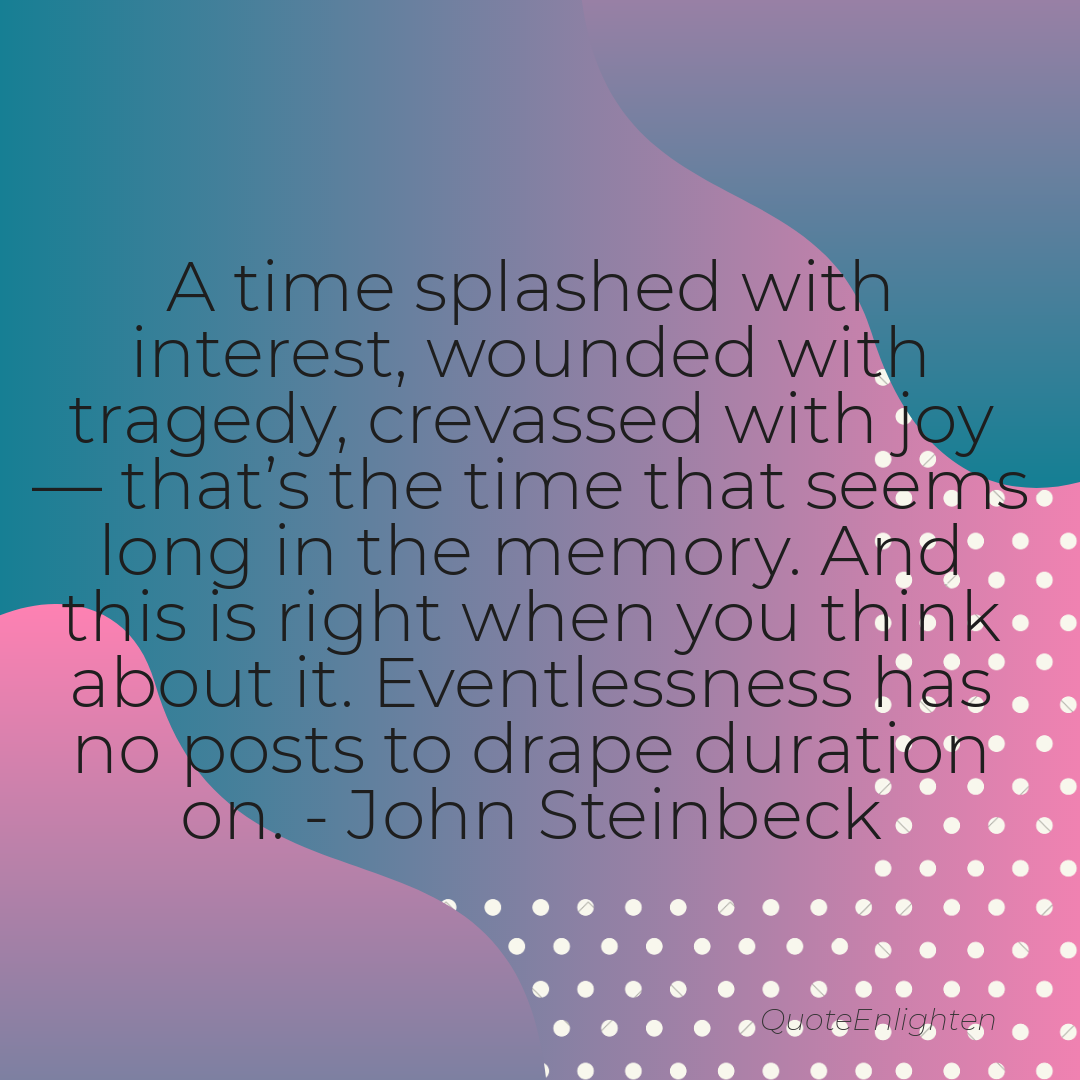 A time splashed with
interest, wounded with
tragedy, crevassed with joy
— that’s the time that seems
long in the memory. And
this is right when you think
about it. Eventlessness has
no posts to drape duration
on. - John Steinbeck
QuoteEnlighten